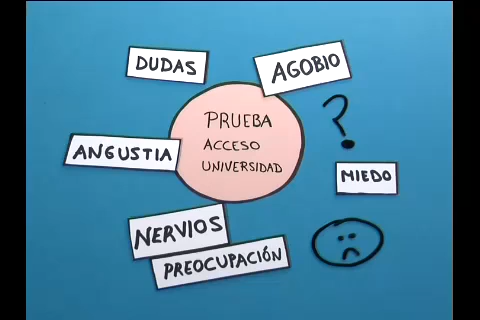 DUDAS
AGOBIO
PRUEBA
ACCESO
UNIVERSIDAD
?
ANGUSTIA
MIEDO
NERVIOS
PREOCUPACIÓN